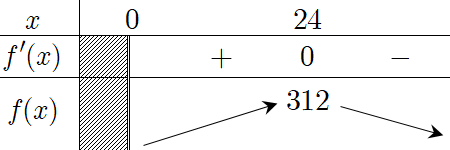 x 0 24
f′(x) + 0 −
f(x) 312